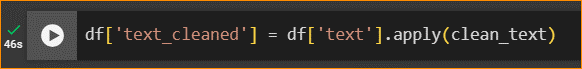 df['text_cleaned'] = df['text'].apply(clean_text)
46s